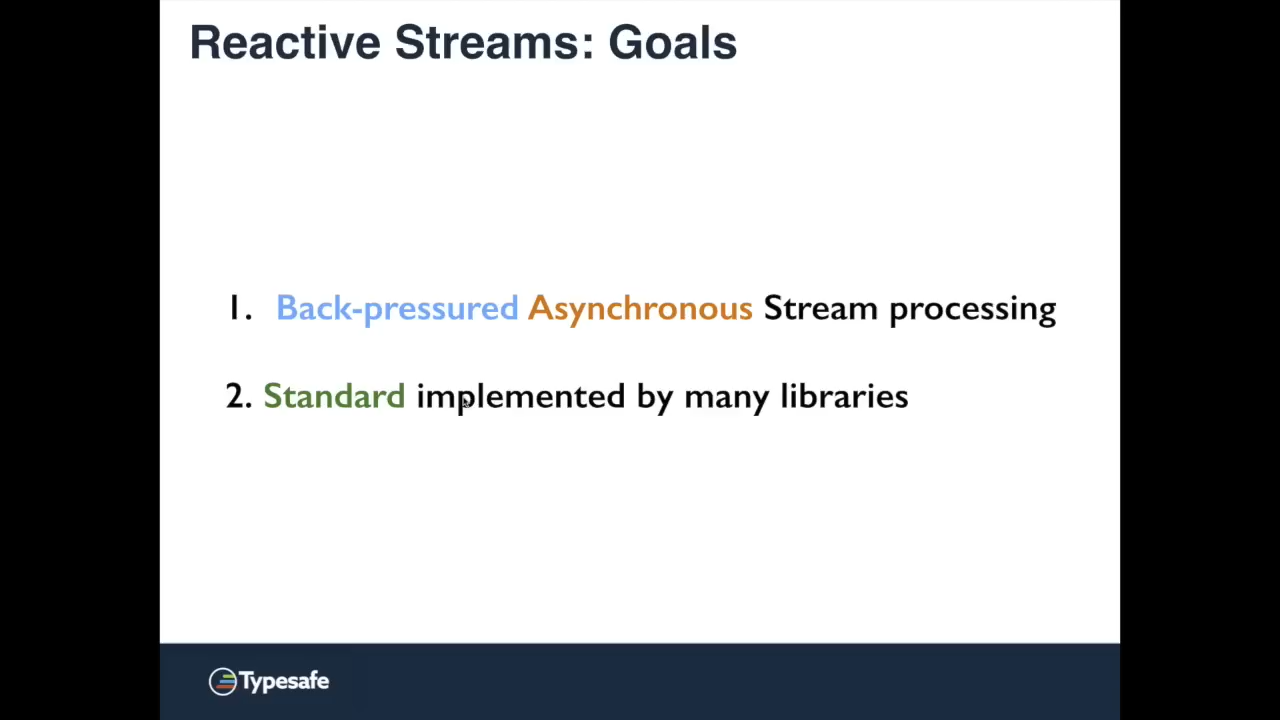 Reactive Streams: Goals
1. Back-pressured Asynchronous Stream processing
2. Standard implemented by many libraries
Typesafe